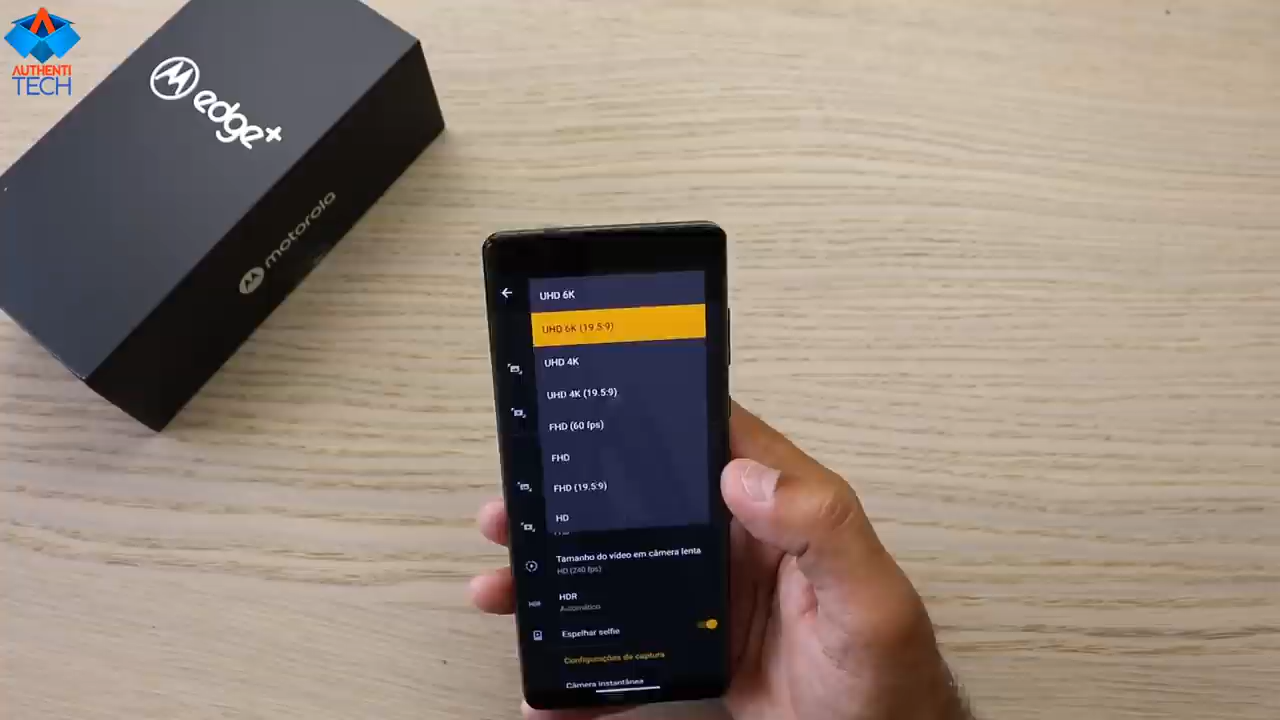 AUTHENTI
TECH
edge+
motorola
UHD 6K
UHD 6K (19.5:9)
UHD 4K
UHD 4K (19.5:9)
FHD (60 fps)
FHD
FHD (19.5:9)
HD
Tamanho do vídeo em câmera lenta
HD (240 fps)
HDR
HDR
Automático
Espelhar selfie
Configurações de captura
Câmera instantânea